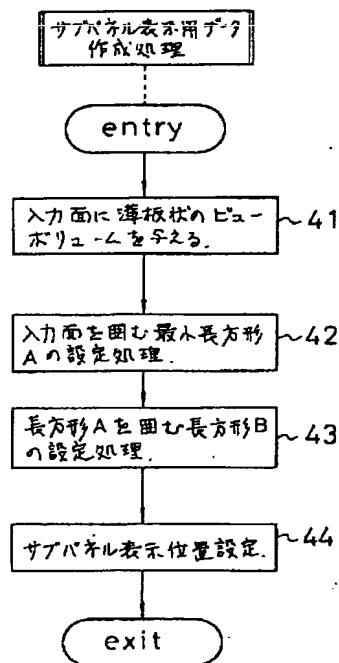 サブパネル表示用データ
作成処理
entry
入力面に薄板状のビュー
ボリュームを与える.
41
入力面を囲む最小長方形
Aの設定処理.
42
長方形Aを囲む長方形B
の設定処理.
43
サブパネル表示位置設定.
44
exit